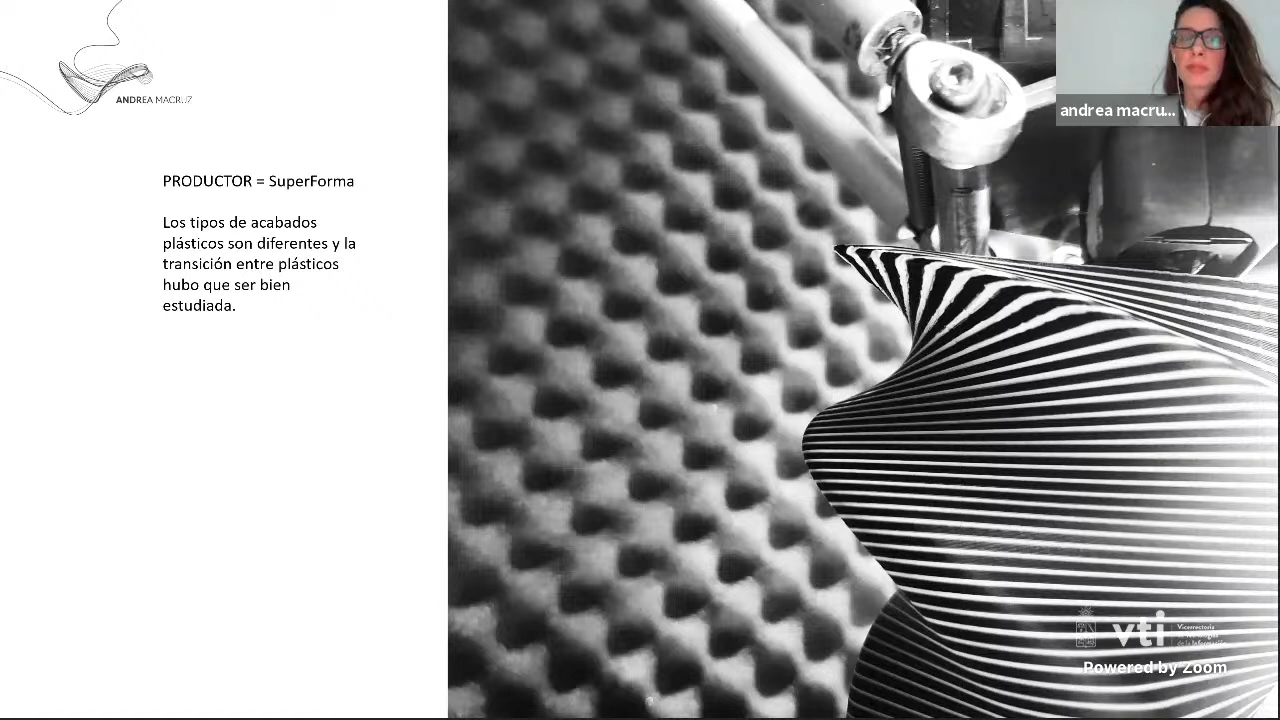 ANDREA MACRUZ
andrea macru...
PRODUCTOR = SuperForma
Los tipos de acabados
plásticos son diferentes y la
transición entre plásticos
hubo que ser bien
estudiada.
vti
Vicerrectoría
Powered by Zoom